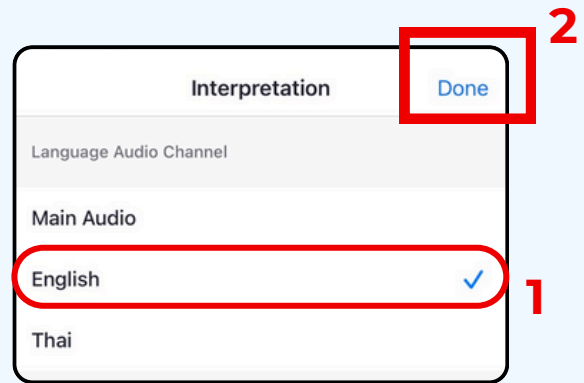 2
Interpretation Done
Language Audio Channel
Main Audio
English
1
Thai